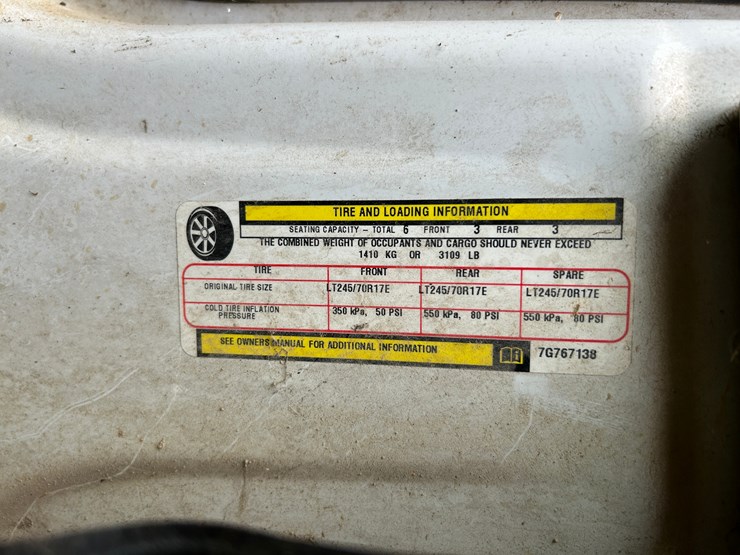 TIRE AND LOADING INFORMATION
SEATING CAPACITY – TOTAL 6 FRONT 3 REAR 3
THE COMBINED WEIGHT OF OCCUPANTS AND CARGO SHOULD NEVER EXCEED
1410 KG OR 3109 LB
TIRE FRONT REAR SPARE
ORIGINAL TIRE SIZE LT245/70R17E LT245/70R17E LT245/70R17E
COLD TIRE INFLATION PRESSURE 350 kPa, 50 PSI 550 kPa, 80 PSI 550 kPa, 80 PSI
SEE OWNERS MANUAL FOR ADDITIONAL INFORMATION 7G767138